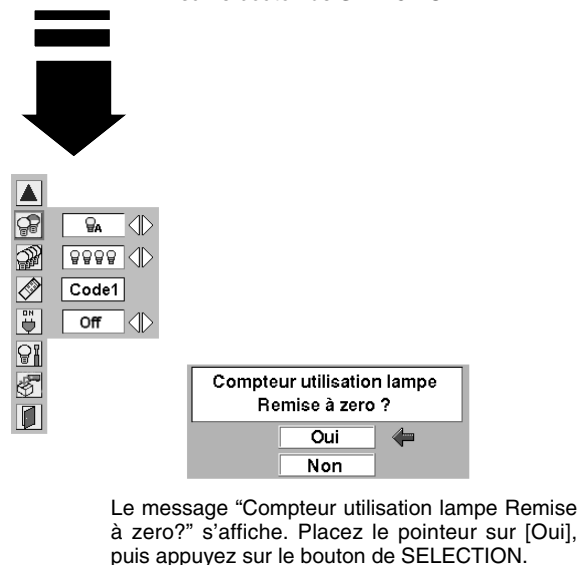 A
Code1
ON
Off
Compteur utilisation lampe
Remise à zero ?
Oui
Non
Le message “Compteur utilisation lampe Remise
à zero?” s’affiche. Placez le pointeur sur [Oui],
puis appuyez sur le bouton de SELECTION.